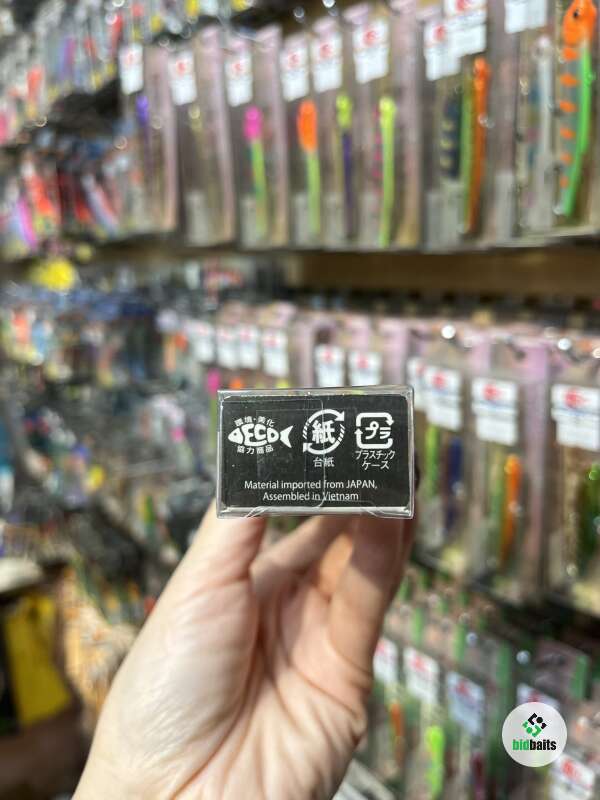 環境・美化
ECO
協力商品
紙
台紙
プラ
プラスチック
ケース
Material imported from JAPAN,
Assembled in Vietnam
bidbaits